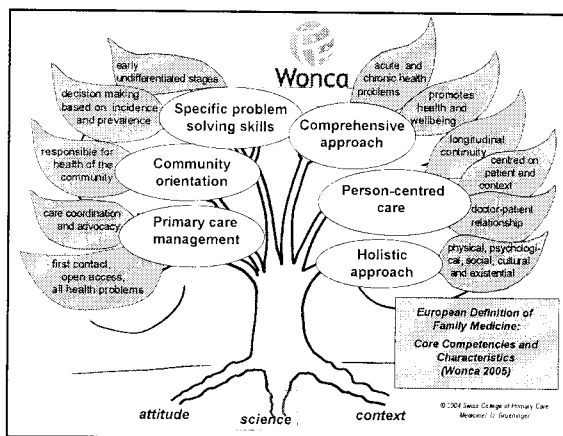 Wonca
early
undifferentiated stages
decision making
based on incidence
and prevalence
Specific problem
solving skills
responsible for
health of the
community
Community
orientation
care coordination
and advocacy
Primary care
management
first contact,
open access,
all health problems
acute and
chronic health
problems
promotes
health and
wellbeing
Comprehensive
approach
longitudinal
continuity
centred on
patient and
context
Person-centred
care
doctor-patient
relationship
Holistic
approach
physical, psychologi-
cal, social, cultural
and existential
European Definition of
Family Medicine:
Core Competencies and
Characteristics
(Wonca 2005)
attitude
science
context
© 2004 Swiss College of Primary Care
Medicine/ U. Grueninger